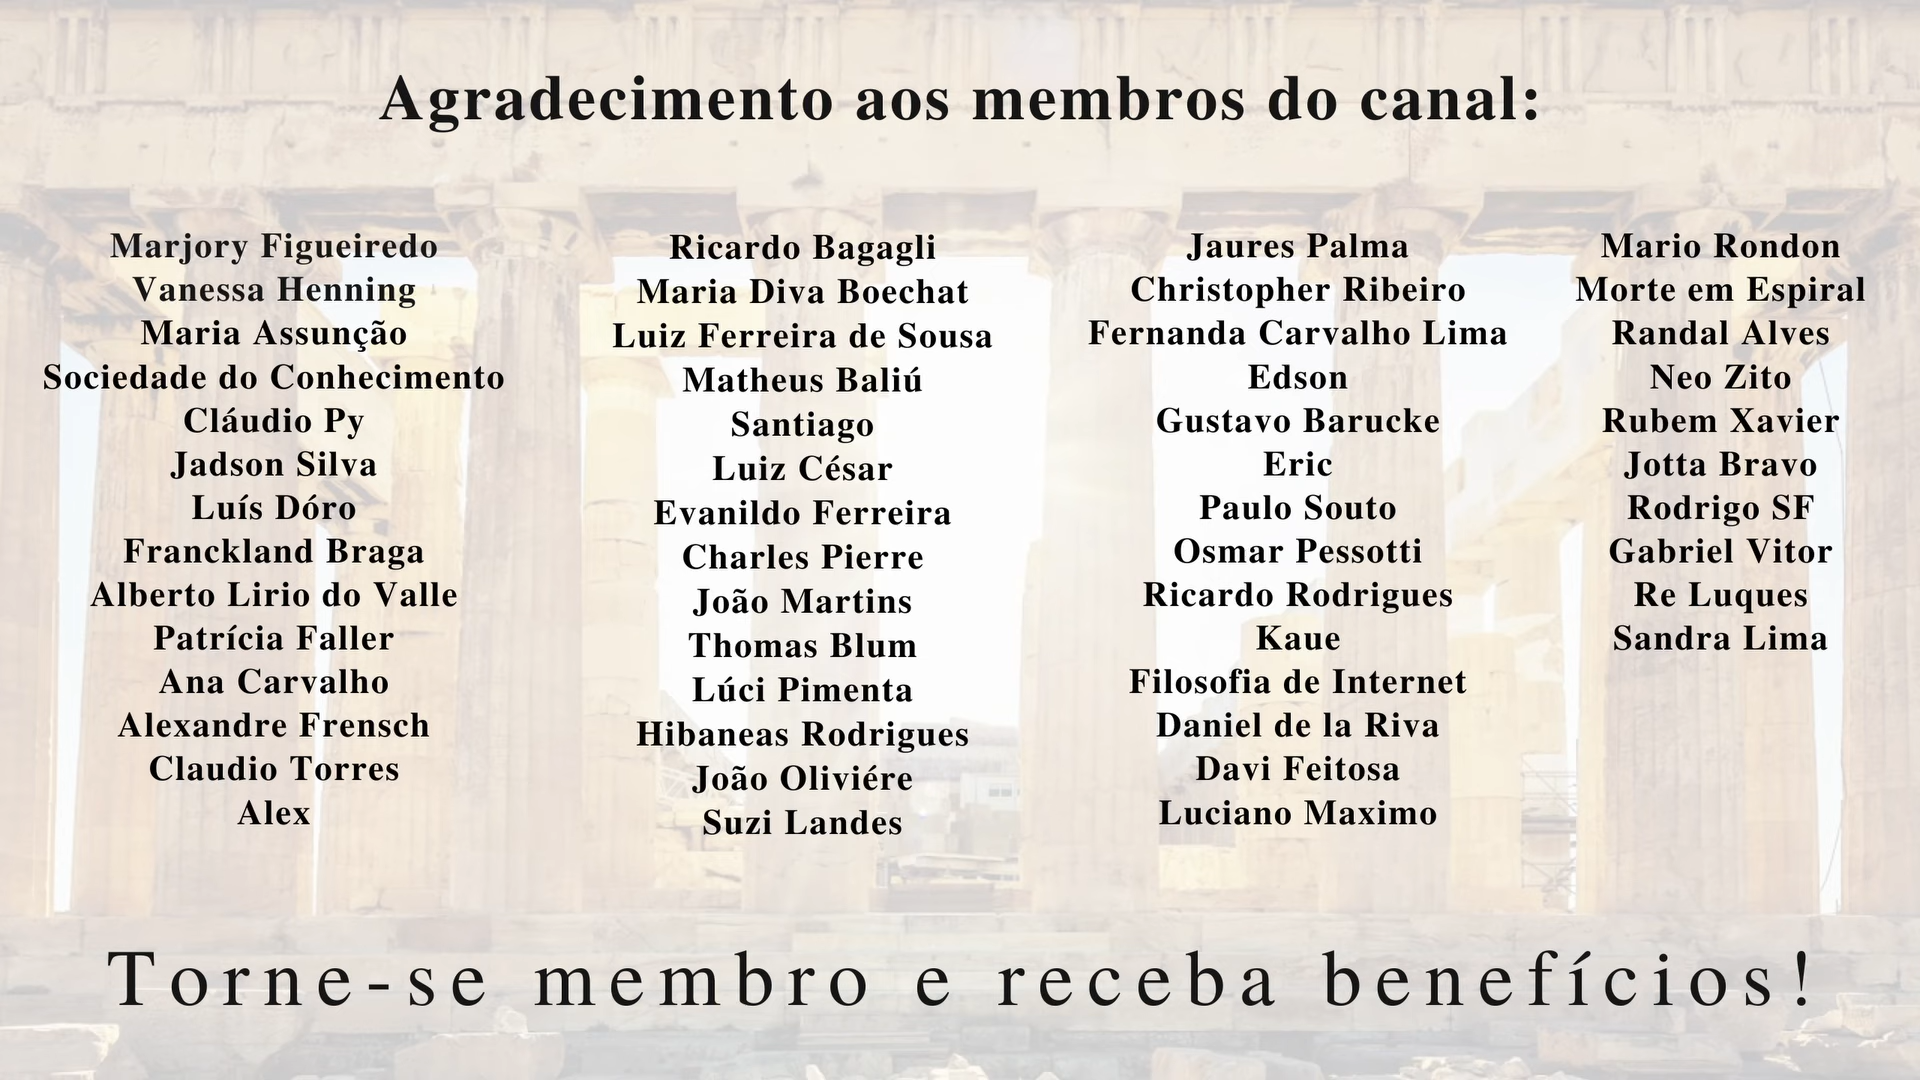 Agradecimento aos membros do canal:
Marjory Figueiredo
Vanessa Henning
Maria Assunção
Sociedade do Conhecimento
Cláudio Py
Jadson Silva
Luís Dóro
Franckland Braga
Alberto Lirio do Valle
Patrícia Faller
Ana Carvalho
Alexandre Frensch
Claudio Torres
Alex
Ricardo Bagagli
Maria Diva Boechat
Luiz Ferreira de Sousa
Matheus Baliú
Santiago
Luiz César
Evanildo Ferreira
Charles Pierre
João Martins
Thomas Blum
Lúci Pimenta
Hibaneas Rodrigues
João Oliviére
Suzi Landes
Jaures Palma
Christopher Ribeiro
Fernanda Carvalho Lima
Edson
Gustavo Barucke
Eric
Paulo Souto
Osmar Pessotti
Ricardo Rodrigues
Kaue
Filosofia de Internet
Daniel de la Riva
Davi Feitosa
Luciano Maximo
Mario Rondon
Morte em Espiral
Randal Alves
Neo Zito
Rubem Xavier
Jotta Bravo
Rodrigo SF
Gabriel Vitor
Re Luques
Sandra Lima
Torne-se membro e receba benefícios!